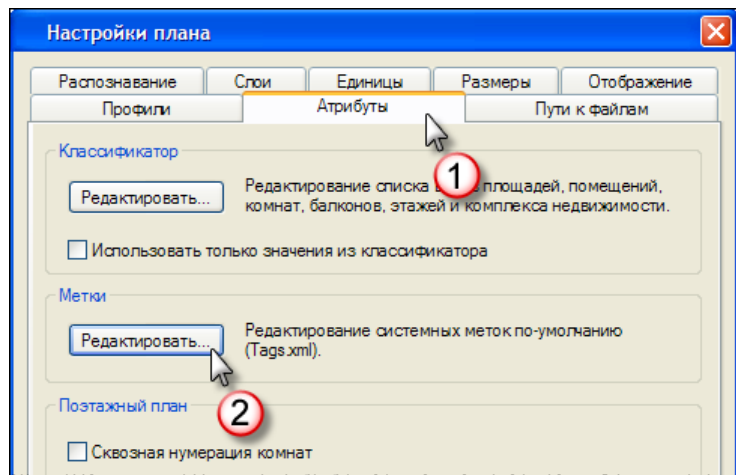 Настройки плана
Распознавание Слои Единицы Размеры Отображение
Профили Атрибуты Пути к файлам
Классификатор
Редактировать... Редактирование списка площадей, помещений,
комнат, балконов, этажей и комплекса недвижимости.
1
Использовать только значения из классификатора
Метки
Редактировать... Редактирование системных меток по-умолчанию
(Tags.xml).
2
Поэтажный план
Сквозная нумерация комнат